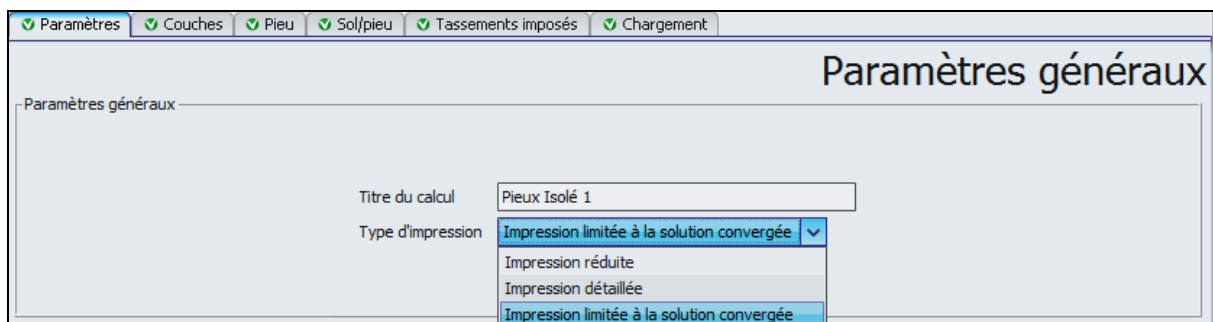 Paramètres Couches Pieu Sol/pieu Tassements imposés Chargement
Paramètres généraux
Paramètres généraux
Titre du calcul Pieux Isolé 1
Type d'impression Impression limitée à la solution convergée
Impression réduite
Impression détaillée
Impression limitée à la solution convergée